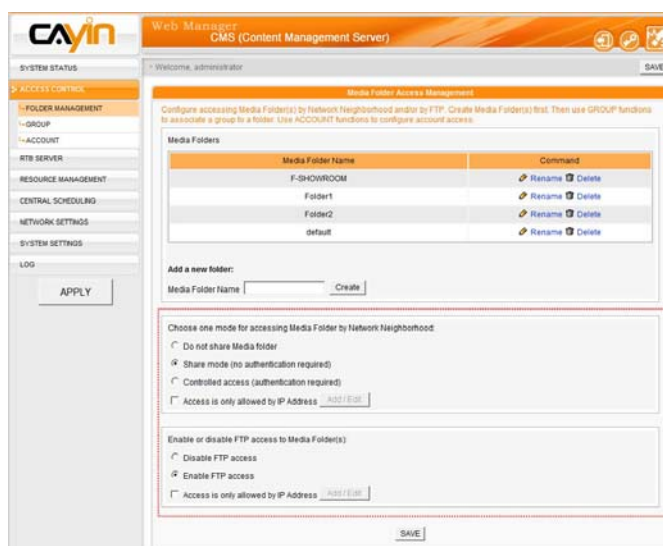 CAYIN
Web Manager
CMS (Content Management Server)
SYSTEM STATUS
ACCESS CONTROL
FOLDER MANAGEMENT
GROUP
ACCOUNT
RTB SERVER
RESOURCE MANAGEMENT
CENTRAL SCHEDULING
NETWORK SETTINGS
SYSTEM SETTINGS
LOG
APPLY
Welcome, administrator
SAVE
Media Folder Access Management
Configure accessing Media Folder(s) by Network Neighborhood and/or by FTP. Create Media Folder(s) first. Then use GROUP functions
to associate a group to a folder. Use ACCOUNT functions to configure account access.
Media Folders
Media Folder Name Command
F-SHOWROOM Rename Delete
Folder1 Rename Delete
Folder2 Rename Delete
default Rename Delete
Add a new folder:
Media Folder Name Create
Choose one mode for accessing Media Folder by Network Neighborhood:
Do not share Media folder
Share mode (no authentication required)
Controlled access (authentication required)
Access is only allowed by IP Address Add / Edit
Enable or disable FTP access to Media Folder(s):
Disable FTP access
Enable FTP access
Access is only allowed by IP Address Add / Edit
SAVE